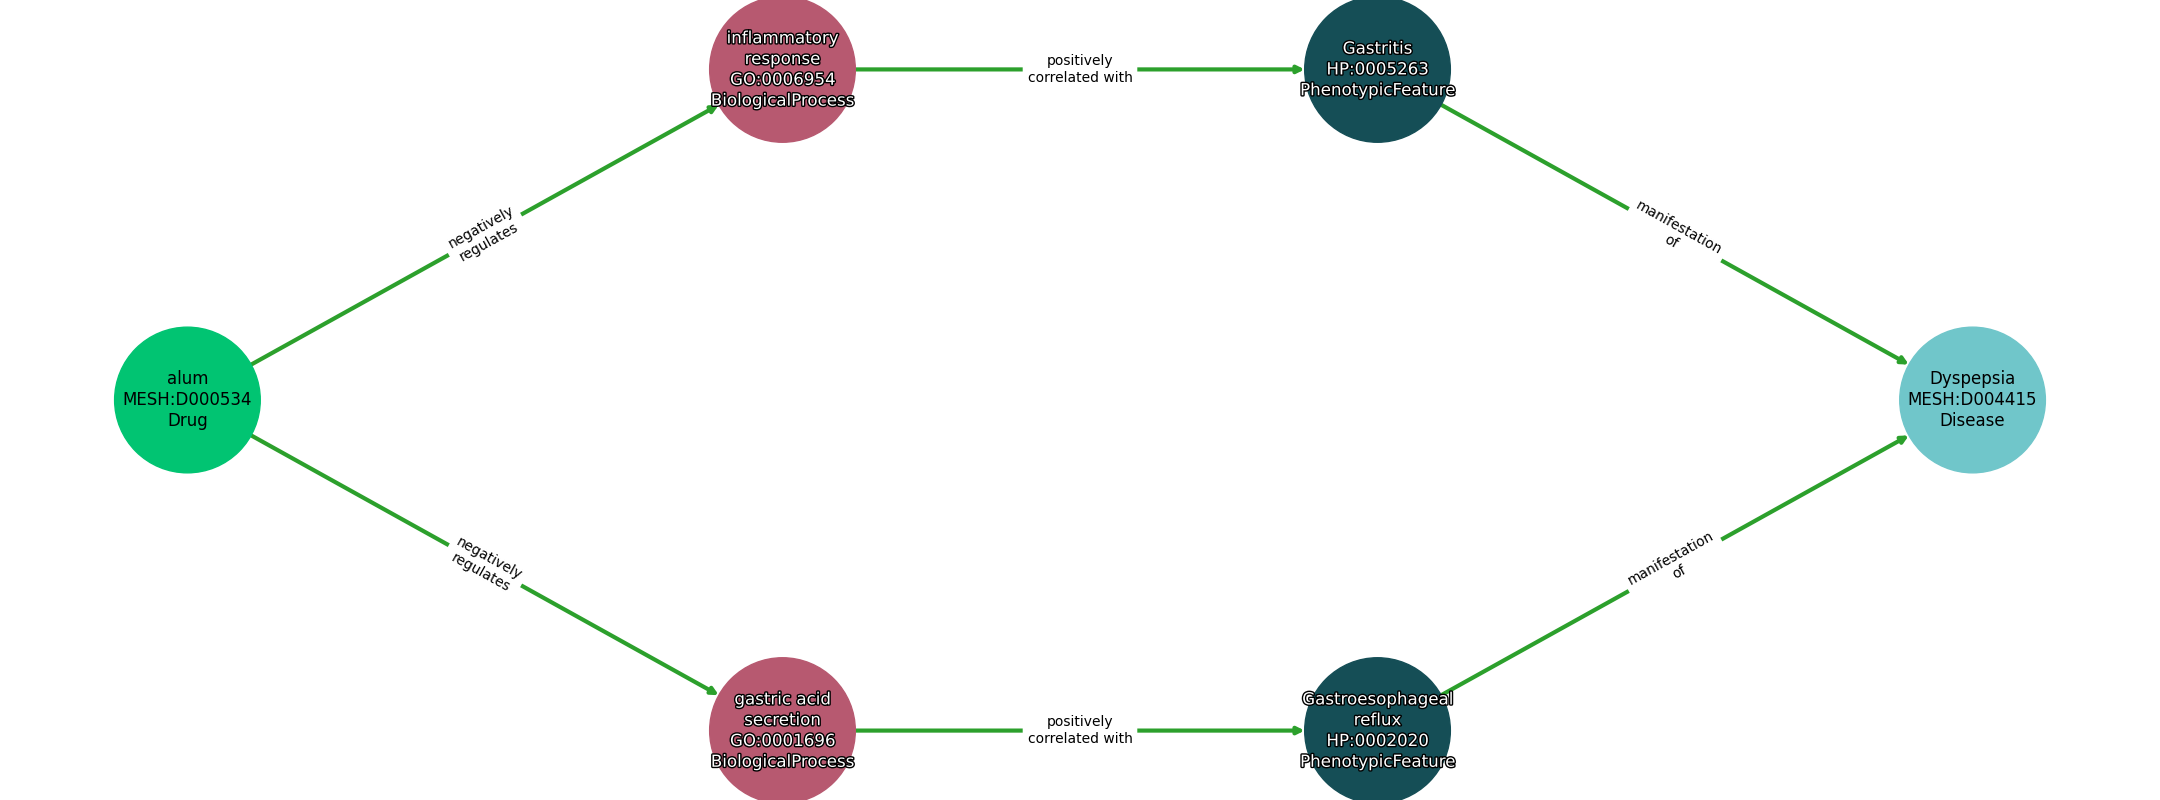 inflammatory
response
GO:0006954
BiologicalProcess
positively
correlated with
Gastritis
HP:0005263
PhenotypicFeature
negatively
regulates
manifestation
of
alum
MESH:D000534
Drug
Dyspepsia
MESH:D004415
Disease
negatively
regulates
manifestation
of
gastric acid
secretion
GO:0001696
BiologicalProcess
positively
correlated with
Gastroesophageal
reflux
HP:0002020
PhenotypicFeature